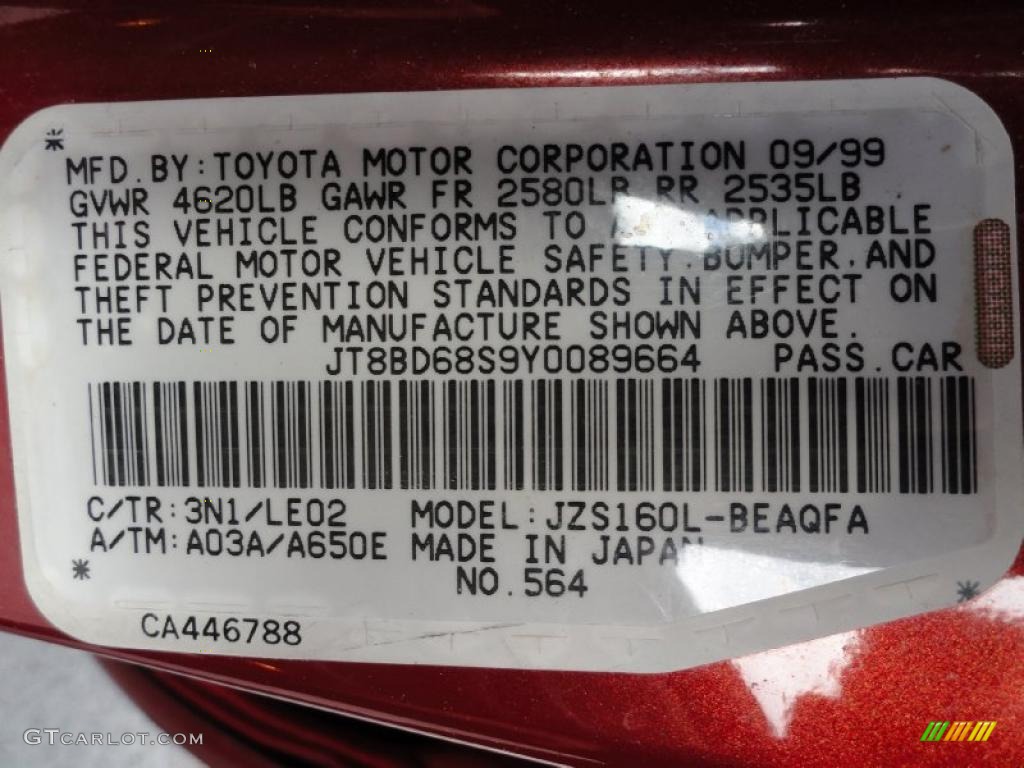 MFD. BY: TOYOTA MOTOR CORPORATION 09/99
GVWR 4620LB GAWR FR 2580LB RR 2535LB
THIS VEHICLE CONFORMS TO APPLICABLE
FEDERAL MOTOR VEHICLE SAFETY. BUMPER. AND
THEFT PREVENTION STANDARDS IN EFFECT ON
THE DATE OF MANUFACTURE SHOWN ABOVE.
JT8BD68S9Y0089664 PASS. CAR
C/TR: 3N1/LE02 MODEL: JZS160L-BEAQFA
A/TM: A03A/A650E MADE IN JAPAN
NO. 564
CA446788
GTCARLOT.COM